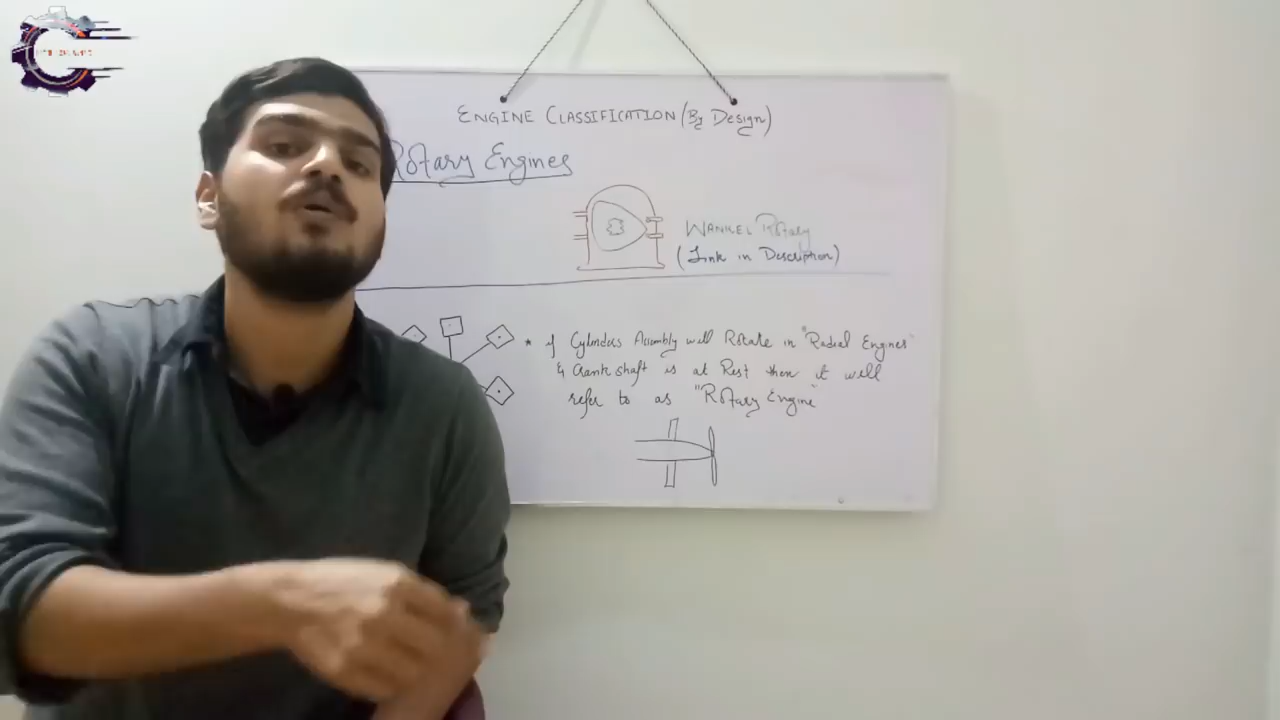 ENGINE CLASSIFICATION (By Design)
Rotary Engines
WANKEL Rotary
(Link in Description)
* if Cylinders Assembly will Rotate in "Radial Engines"
& Crank shaft is at Rest then it will
refer to as "Rotary Engine"